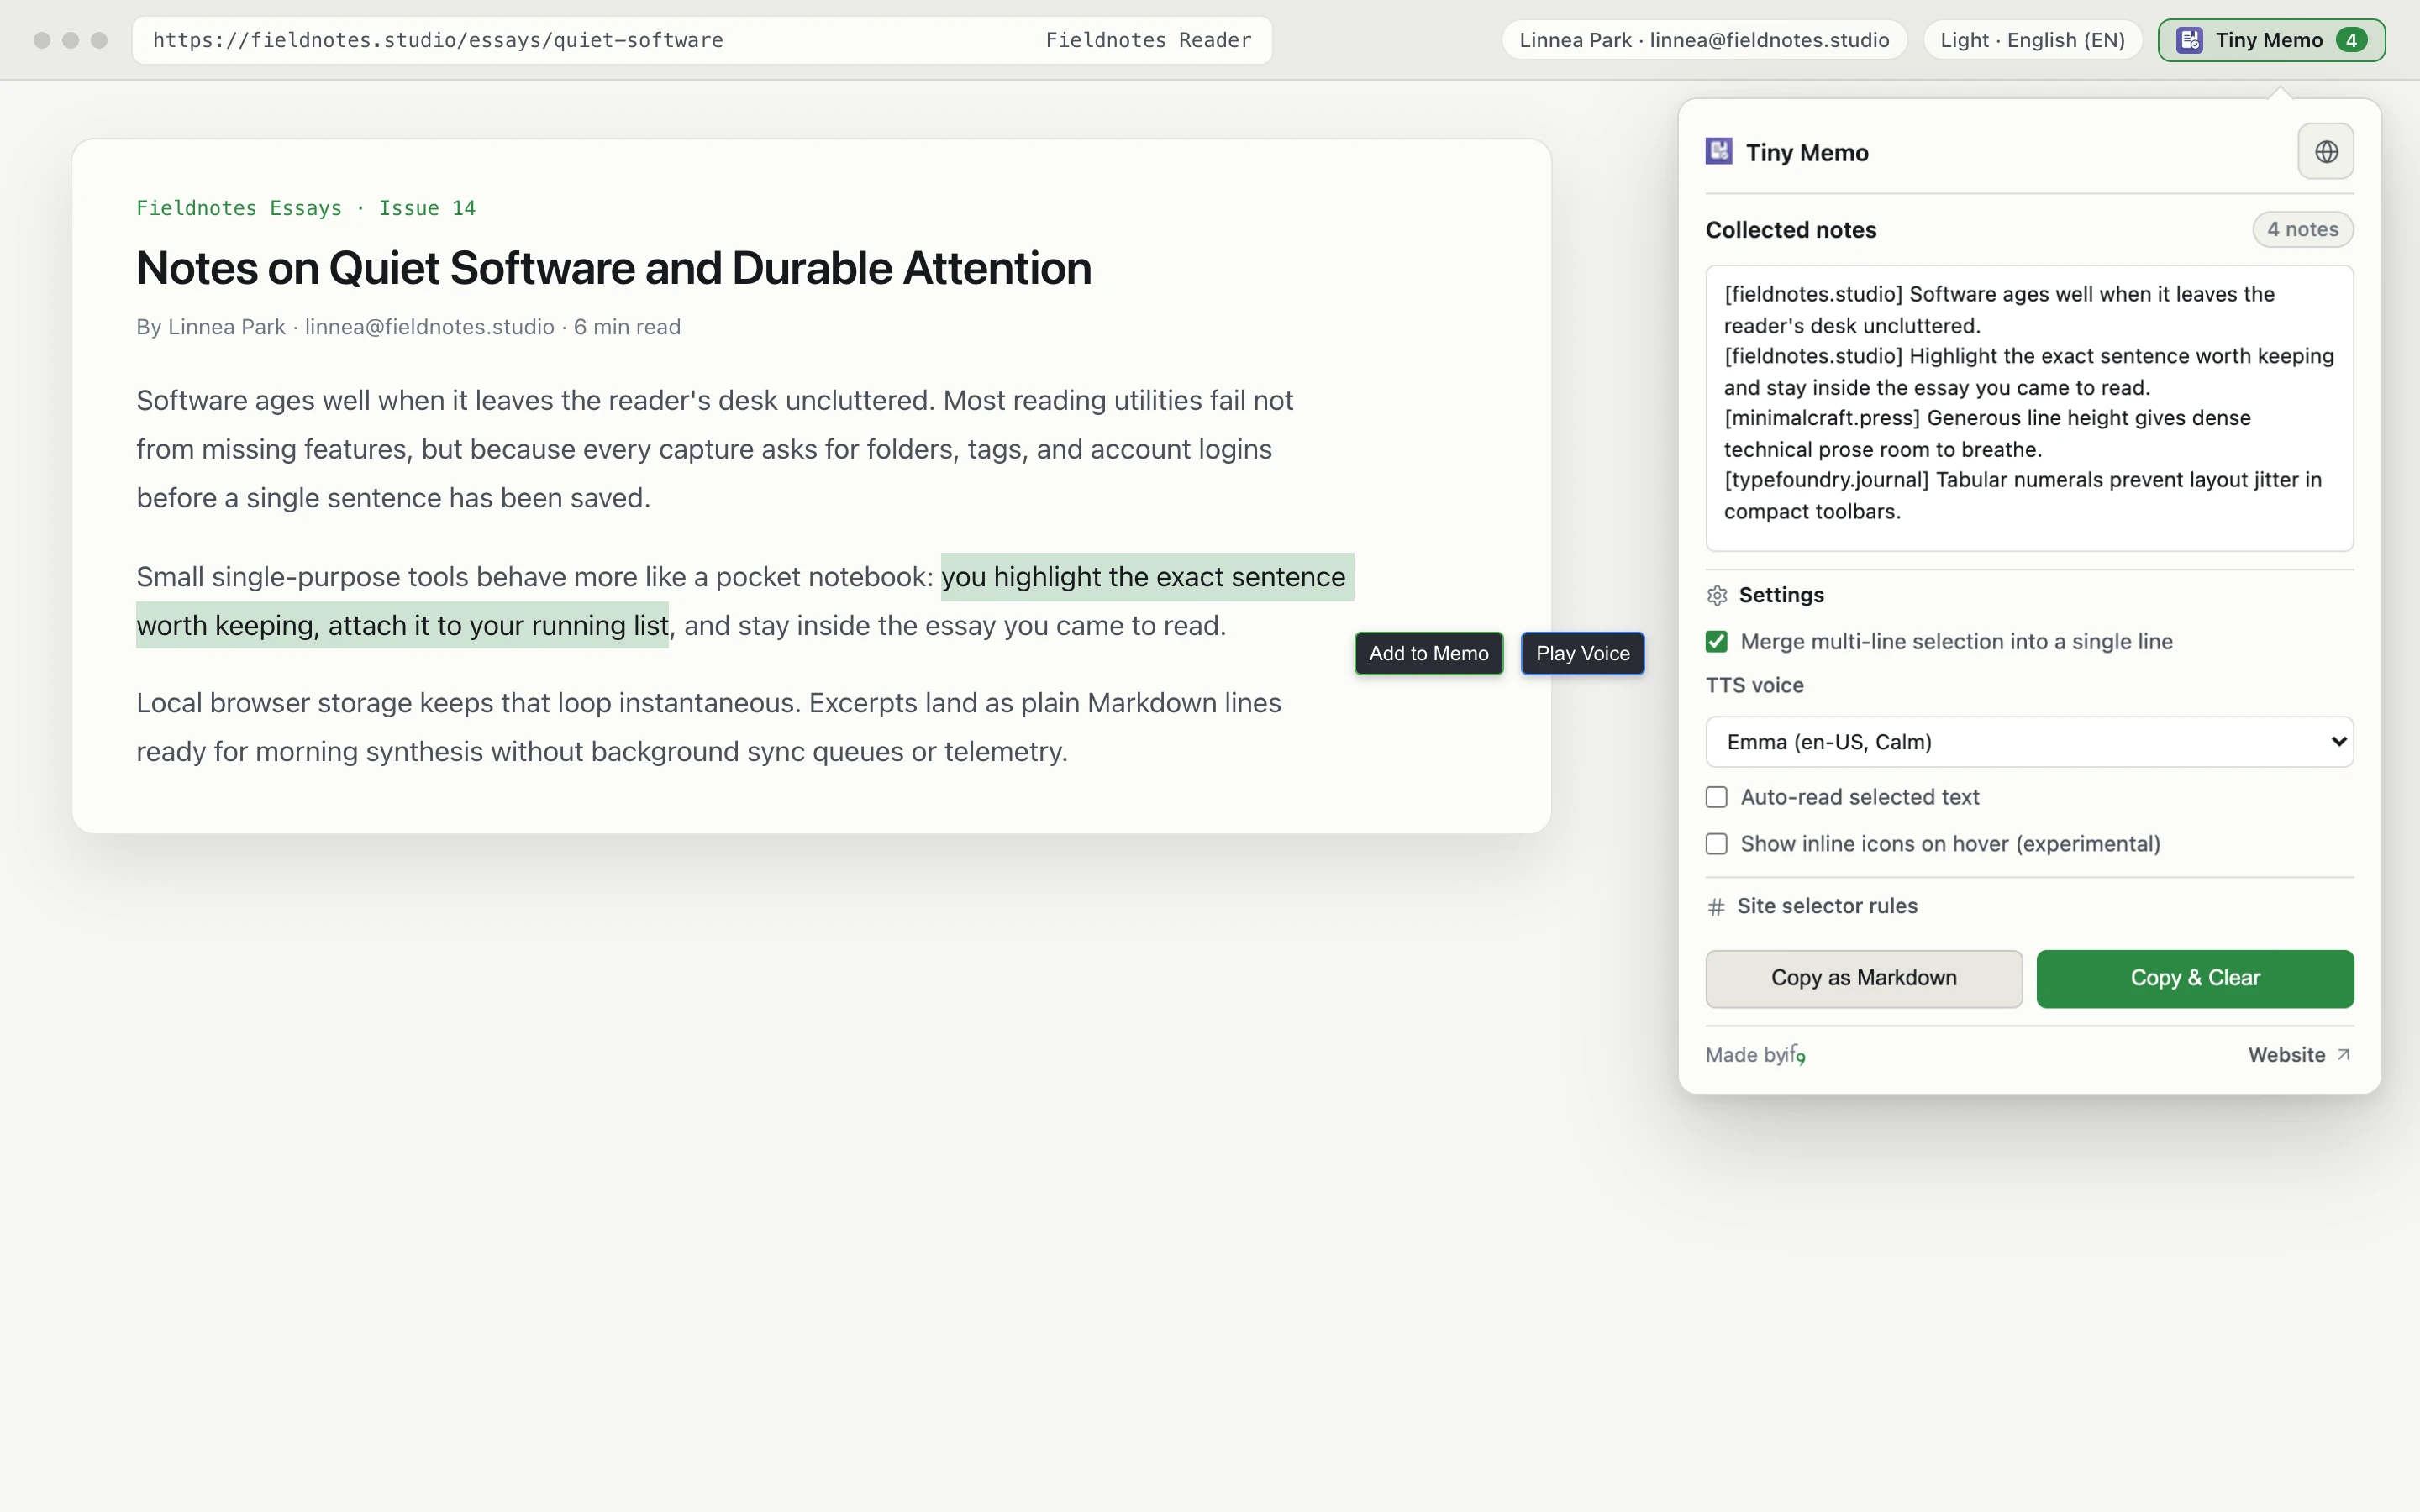 https://fieldnotes.studio/essays/quiet-software
Fieldnotes Reader
Linnea Park · linnea@fieldnotes.studio
Light · English (EN)
Tiny Memo 4
Fieldnotes Essays · Issue 14
Notes on Quiet Software and Durable Attention
By Linnea Park · linnea@fieldnotes.studio · 6 min read
Software ages well when it leaves the reader's desk uncluttered. Most reading utilities fail not
from missing features, but because every capture asks for folders, tags, and account logins
before a single sentence has been saved.
Small single-purpose tools behave more like a pocket notebook: you highlight the exact sentence
worth keeping, attach it to your running list, and stay inside the essay you came to read.
Add to Memo
Play Voice
Local browser storage keeps that loop instantaneous. Excerpts land as plain Markdown lines
ready for morning synthesis without background sync queues or telemetry.
Tiny Memo
Collected notes
4 notes
[fieldnotes.studio] Software ages well when it leaves the
reader's desk uncluttered.
[fieldnotes.studio] Highlight the exact sentence worth keeping
and stay inside the essay you came to read.
[minimalcraft.press] Generous line height gives dense
technical prose room to breathe.
[typefoundry.journal] Tabular numerals prevent layout jitter in
compact toolbars.
Settings
Merge multi-line selection into a single line
TTS voice
Emma (en-US, Calm)
Auto-read selected text
Show inline icons on hover (experimental)
# Site selector rules
Copy as Markdown
Copy & Clear
Made by if9
Website